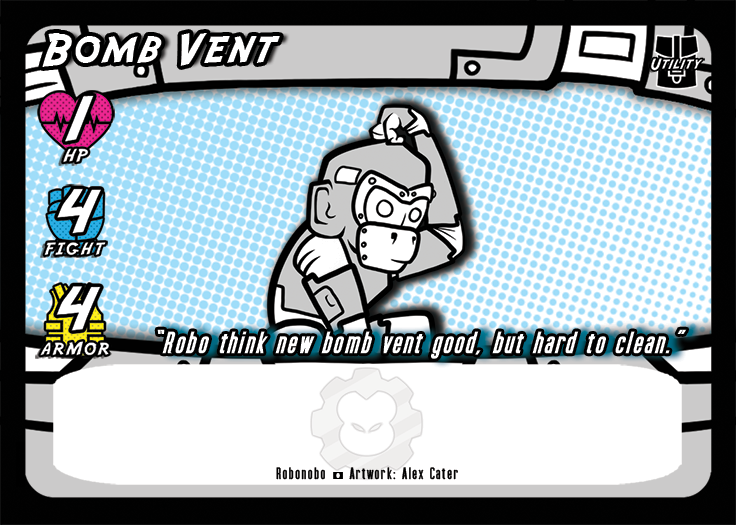 Bomb Vent
Utility
1
HP
4
Fight
4
Armor
"Robo think new bomb vent good, but hard to clean."
Robonobo Artwork: Alex Cater